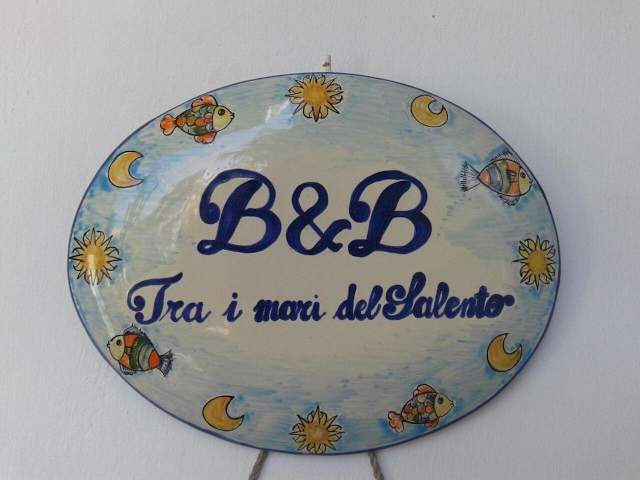 B&B
Tra i mari del Salento